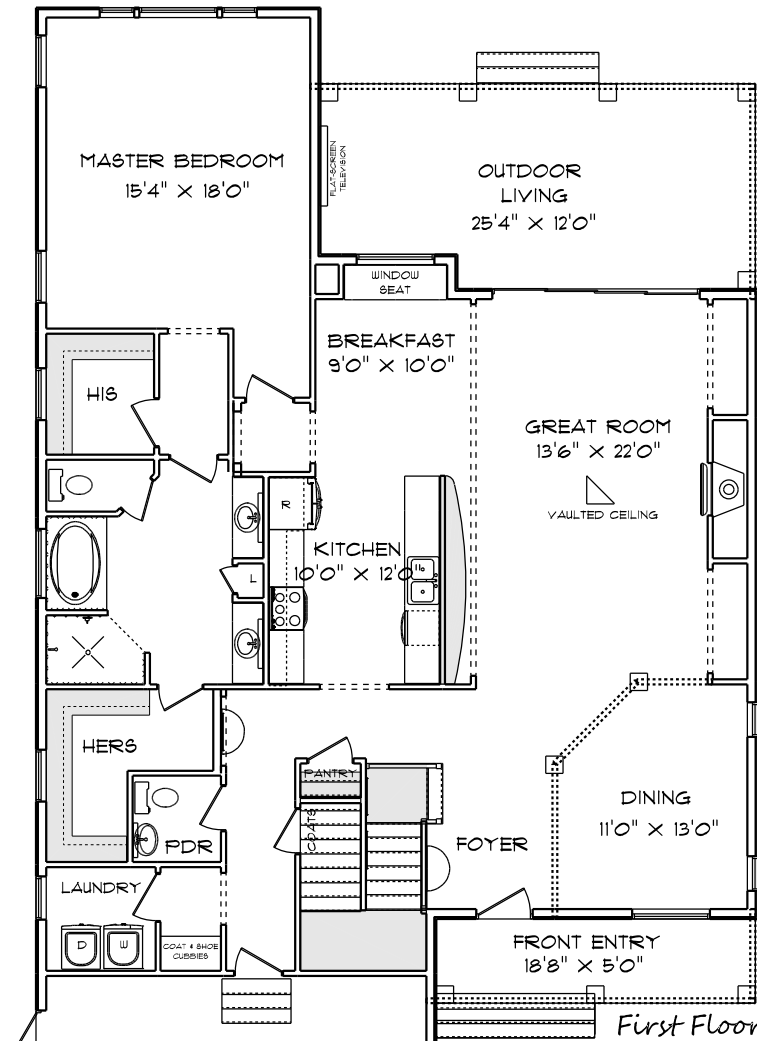 MASTER BEDROOM
15'4" X 18'0"
FLAT-SCREEN
TELEVISION
OUTDOOR
LIVING
25'4" X 12'0"
WINDOW
SEAT
BREAKFAST
9'0" X 10'0"
HIS
GREAT ROOM
13'6" X 22'0"
VAULTED CEILING
R
KITCHEN
10'0" X 12'0"
L
HERS
PANTRY
COATS
PDR
DINING
11'0" X 13'0"
FOYER
LAUNDRY
D
W
COAT & SHOE
CUBBIES
FRONT ENTRY
18'8" X 5'0"
First Floor